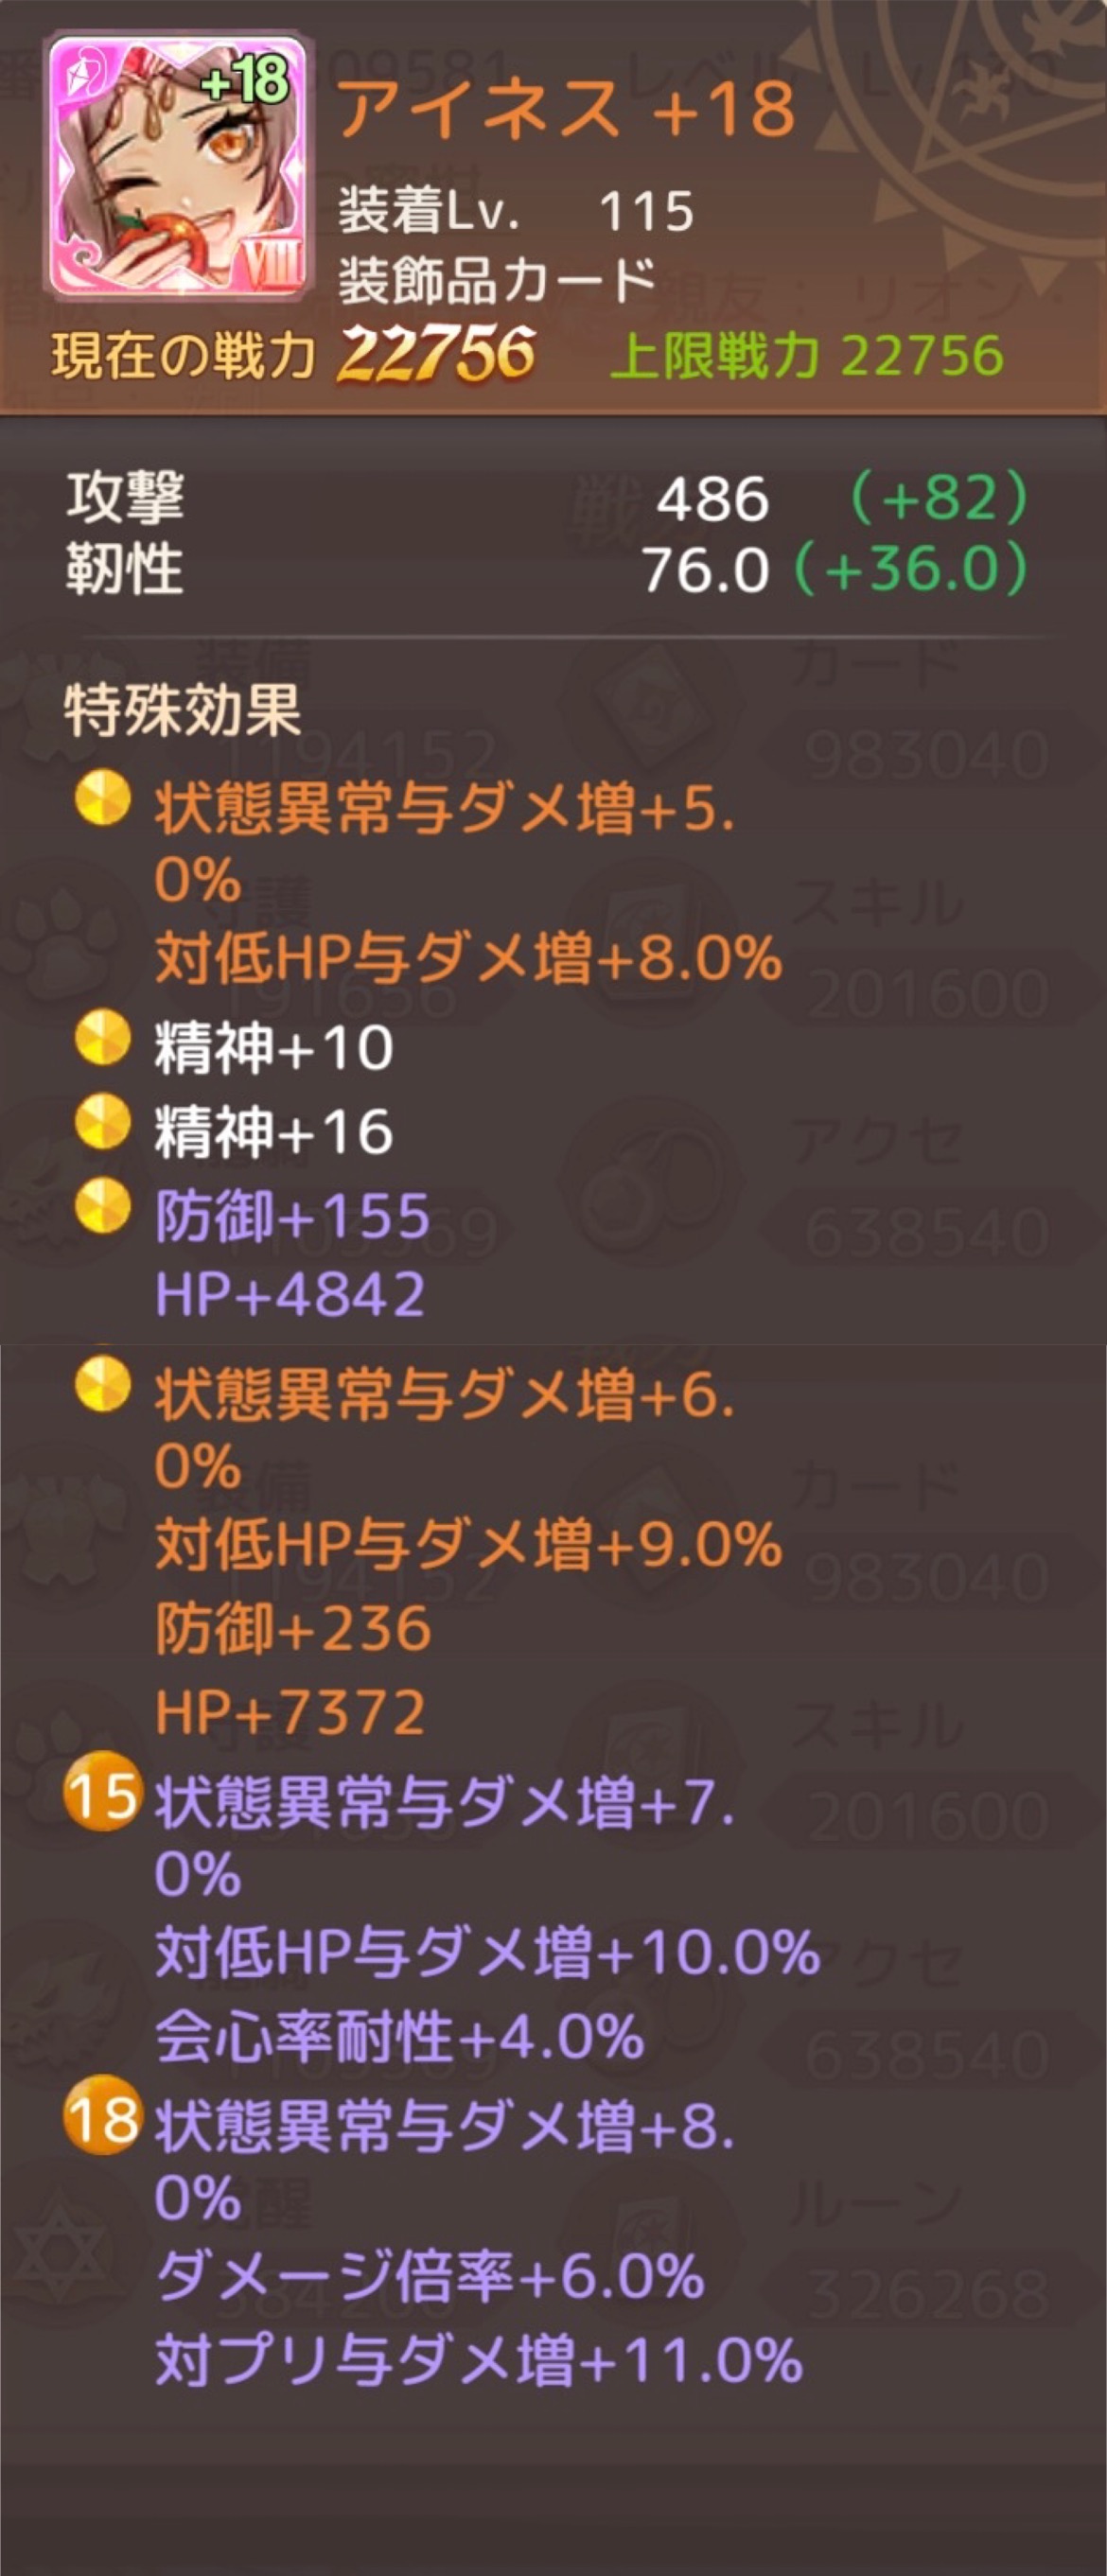 +18
アイネス +18
装着Lv. 115
装飾品カード
VIII
現在の戦力 22756 上限戦力 22756
攻撃 486 (+82)
靭性 76.0 (+36.0)
特殊効果
状態異常与ダメ増+5.
0%
対低HP与ダメ増+8.0%
精神+10
精神+16
防御+155
HP+4842
状態異常与ダメ増+6.
0%
対低HP与ダメ増+9.0%
防御+236
HP+7372
15 状態異常与ダメ増+7.
0%
対低HP与ダメ増+10.0%
会心率耐性+4.0%
18 状態異常与ダメ増+8.
0%
ダメージ倍率+6.0%
対プリ与ダメ増+11.0%